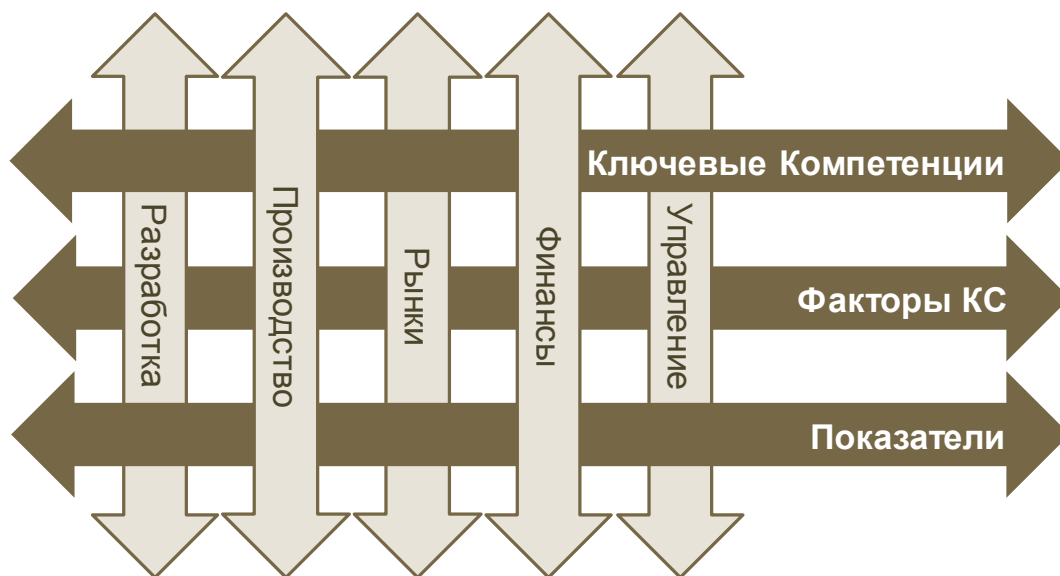 Ключевые Компетенции
Факторы КС
Показатели
Разработка
Производство
Рынки
Финансы
Управление